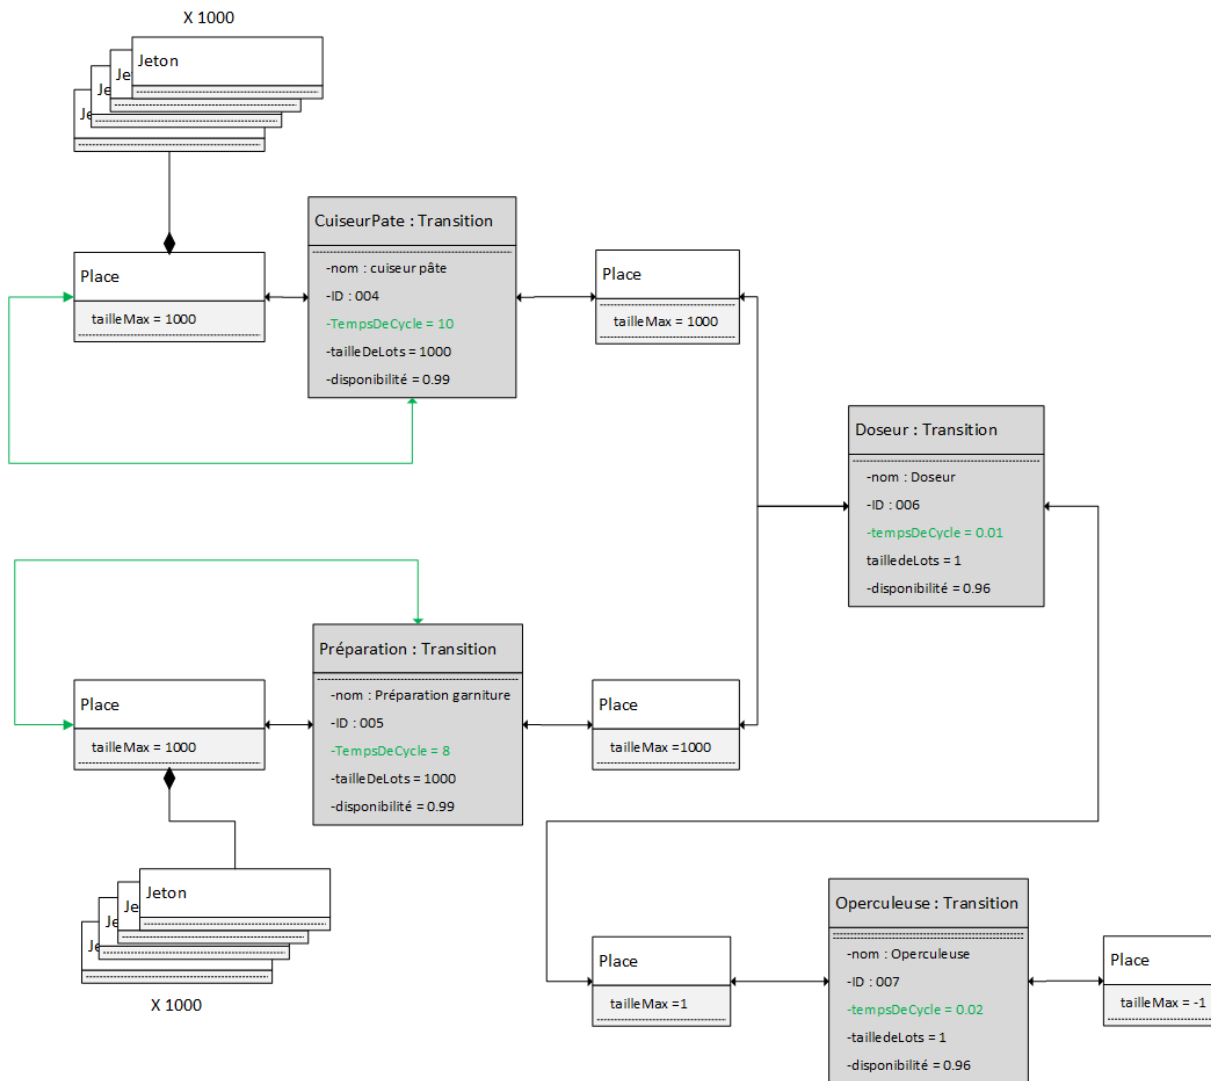 X 1000
Jeton
Je
Je
Je
CuiseurPate : Transition
-nom : cuiseur pâte
-ID : 004
-TempsDeCycle = 10
-tailleDeLots = 1000
-disponibilité = 0.99
Place
tailleMax = 1000
Place
tailleMax = 1000
Doseur : Transition
-nom : Doseur
-ID : 006
-tempsDeCycle = 0.01
tailledeLots = 1
-disponibilité = 0.96
Préparation : Transition
-nom : Préparation garniture
-ID : 005
-TempsDeCycle = 8
-tailleDeLots = 1000
-disponibilité = 0.99
Place
tailleMax = 1000
Place
tailleMax =1000
Jeton
Je
Je
Je
X 1000
Place
tailleMax =1
Operculeuse : Transition
-nom : Operculeuse
-ID : 007
-tempsDeCycle = 0.02
-tailledeLots = 1
-disponibilité = 0.96
Place
tailleMax = -1